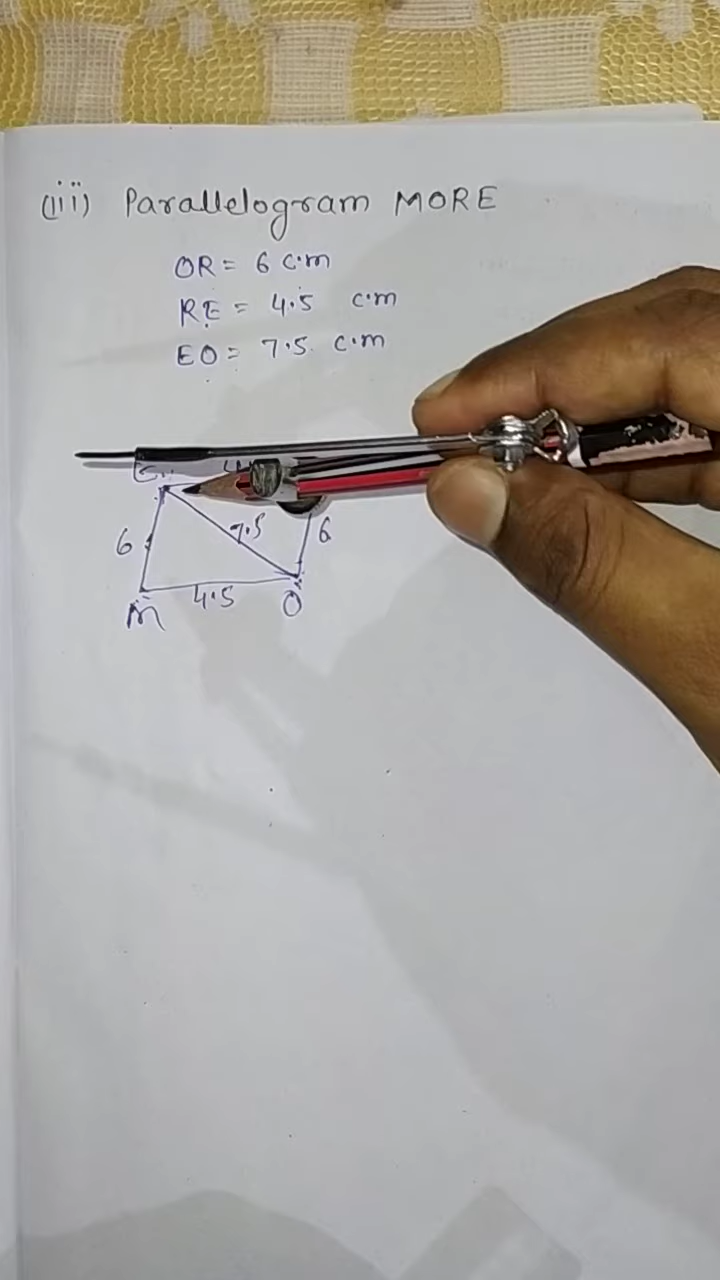 (iii) Parallelogram MORE
OR = 6 c.m
RE = 4.5 c.m
EO = 7.5 c.m
6 7.5 6
4.5
M O